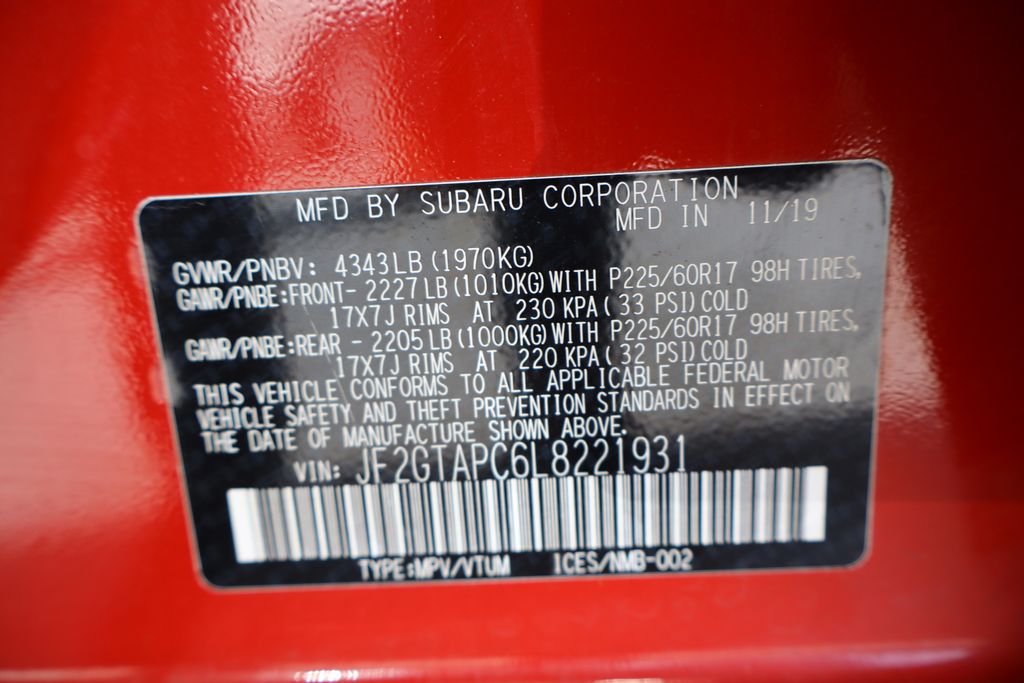 MFD BY SUBARU CORPORATION
MFD IN 11/19
GVWR/PNBV: 4343LB (1970KG)
GAWR/PNBE:FRONT- 2227 LB (1010KG) WITH P225/60R17 98H TIRES,
17X7J RIMS AT 230 KPA ( 33 PSI) COLD
GAWR/PNBE:REAR - 2205 LB (1000KG) WITH P225/60R17 98H TIRES,
17X7J RIMS AT 220 KPA ( 32 PSI) COLD
THIS VEHICLE CONFORMS TO ALL APPLICABLE FEDERAL MOTOR
VEHICLE SAFETY AND THEFT PREVENTION STANDARDS IN EFFECT ON
THE DATE OF MANUFACTURE SHOWN ABOVE.
VIN: JF2GTAPC6L8221931
TYPE:MPV/VTUM ICES/NMB-002